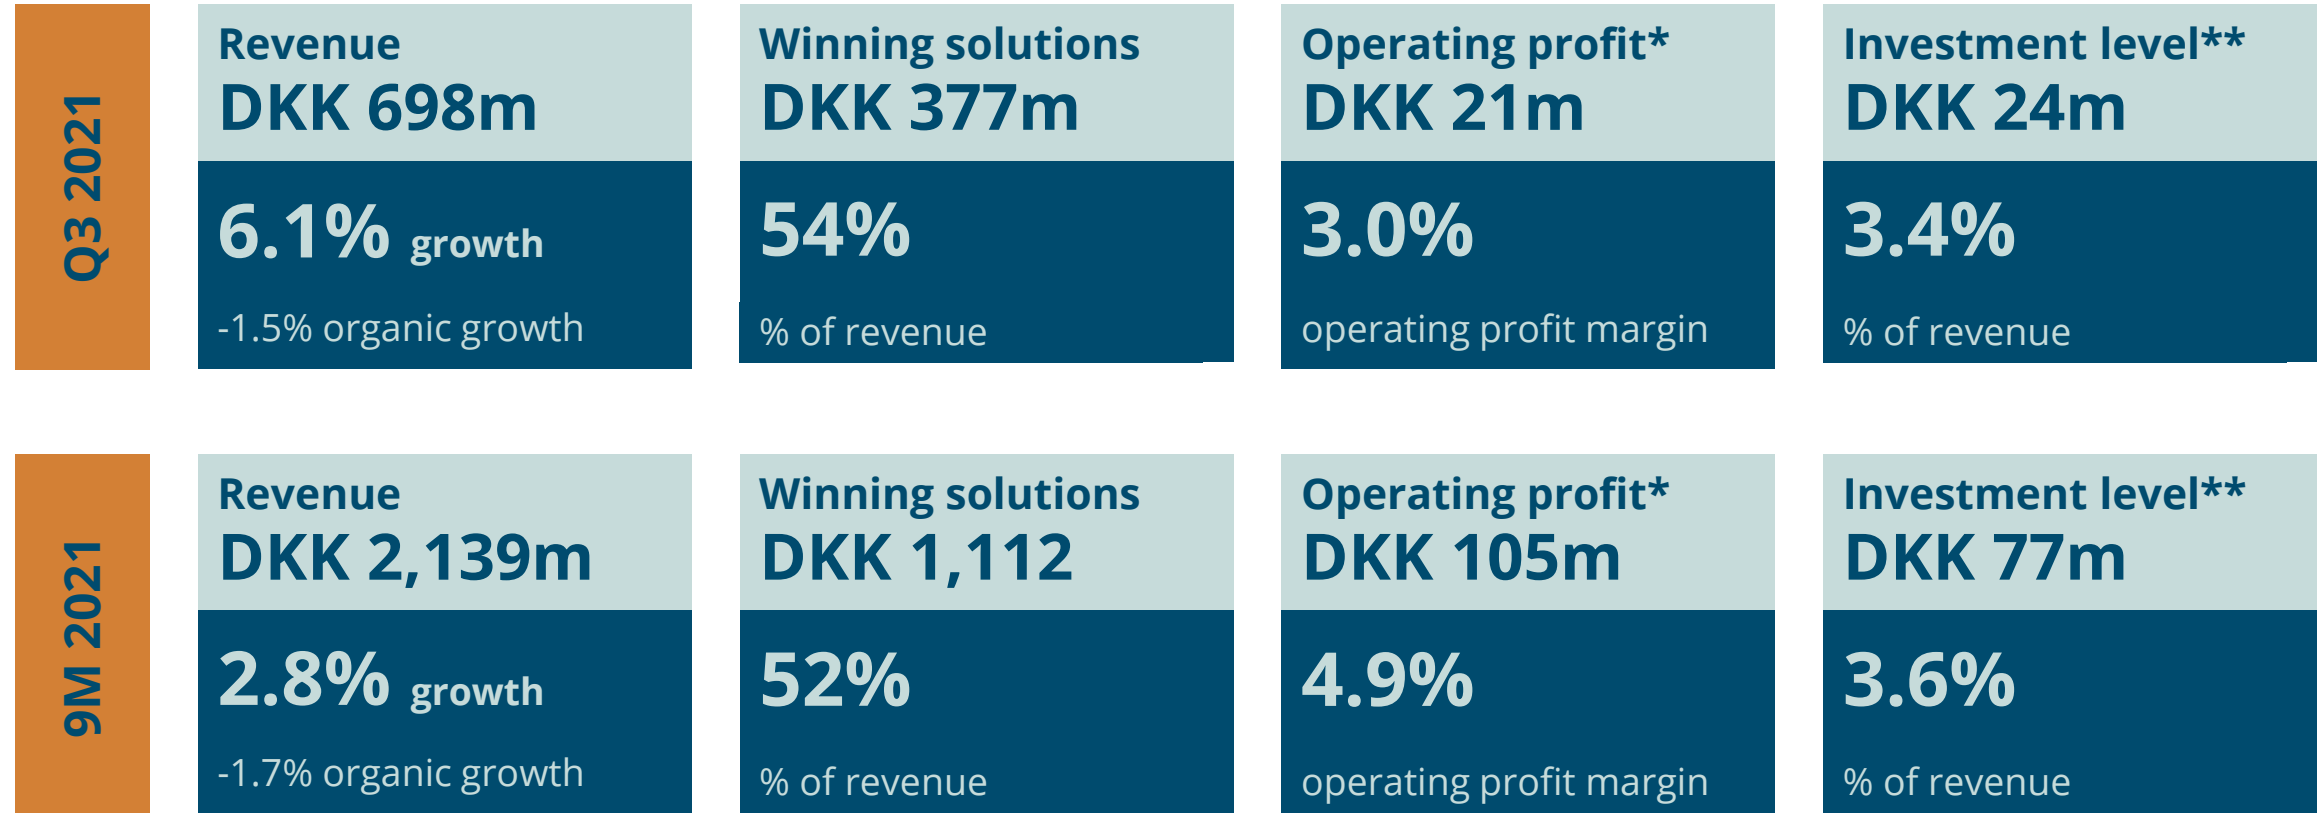 Q3 2021
Revenue
DKK 698m
6.1% growth
-1.5% organic growth
Winning solutions
DKK 377m
54%
% of revenue
Operating profit*
DKK 21m
3.0%
operating profit margin
Investment level**
DKK 24m
3.4%
% of revenue
9M 2021
Revenue
DKK 2,139m
2.8% growth
-1.7% organic growth
Winning solutions
DKK 1,112
52%
% of revenue
Operating profit*
DKK 105m
4.9%
operating profit margin
Investment level**
DKK 77m
3.6%
% of revenue